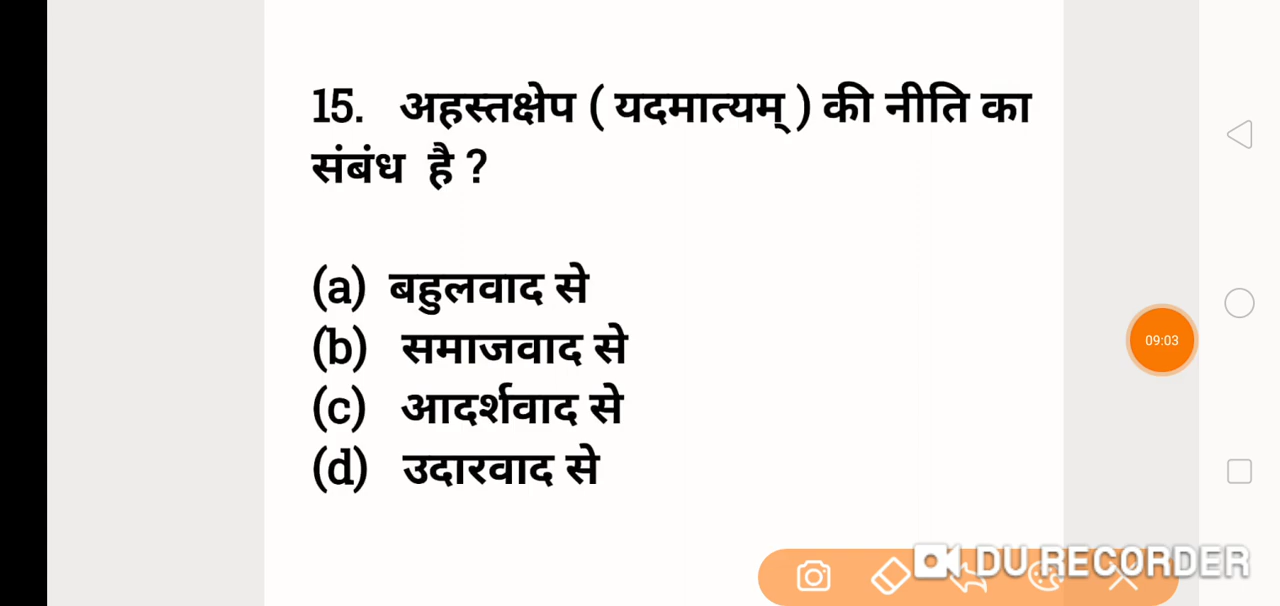 15. अहस्तक्षेप ( यदमात्यम् ) की नीति का
संबंध है ?
(a) बहुलवाद से
(b) समाजवाद से
(c) आदर्शवाद से
(d) उदारवाद से
09:03
DU RECORDER